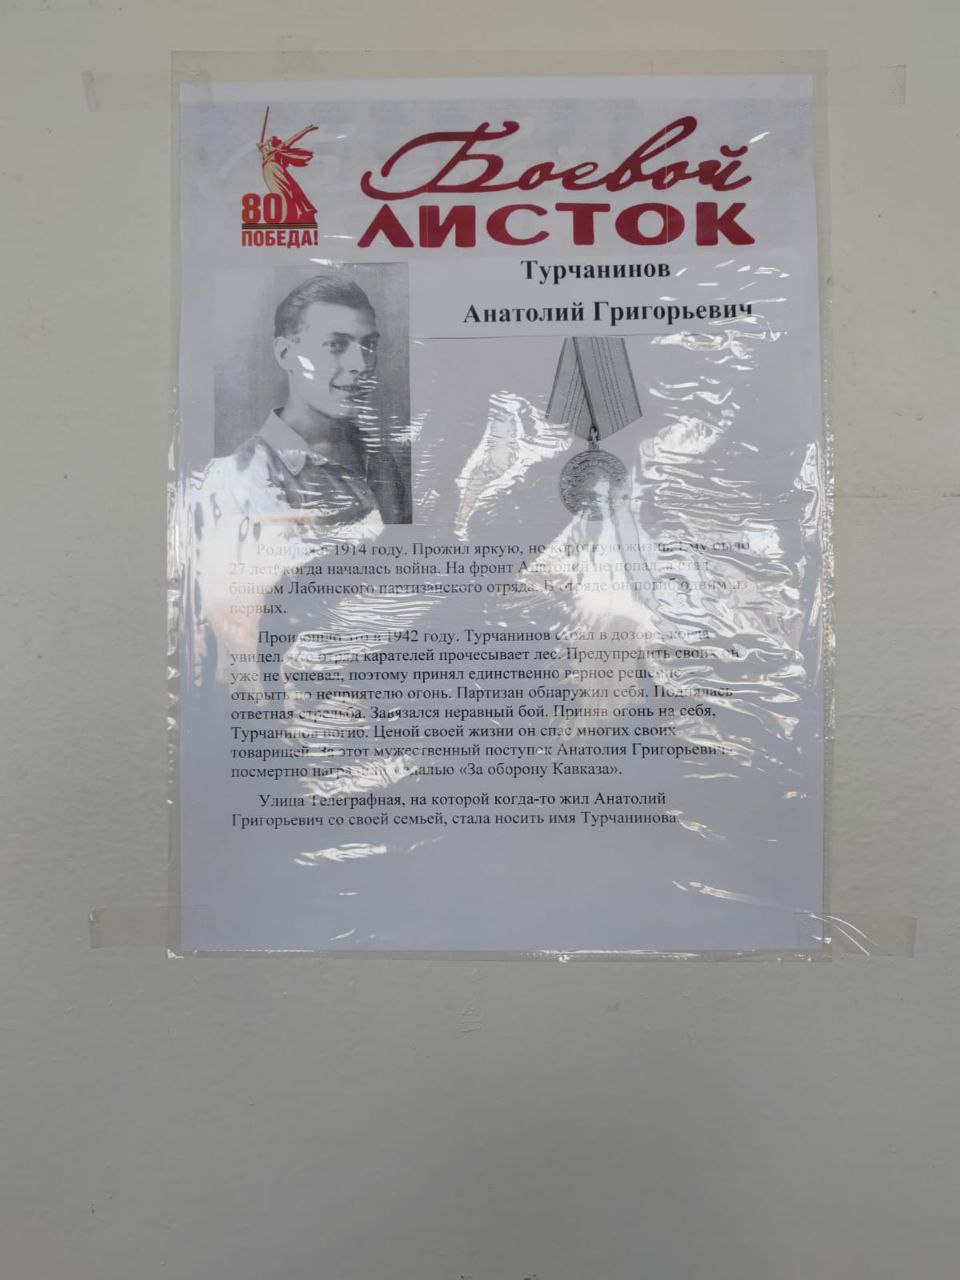 80
ПОБЕДА!
Боевой
ЛИСТОК
Турчанинов
Анатолий Григорьевич
Родился в 1914 году. Прожил яркую, но короткую жизнь. Ему было
27 лет, когда началась война. На фронт Анатолий не попал, а стал
бойцом Лабинского партизанского отряда. В отряде он погиб одним из
первых.
Произошло это в 1942 году. Турчанинов стоял в дозоре, когда
увидел, что отряд карателей прочесывает лес. Предупредить своих он
уже не успевал, поэтому принял единственно верное решение –
открыть по неприятелю огонь. Партизан обнаружил себя. Поднялась
ответная стрельба. Завязался неравный бой. Приняв огонь на себя,
Турчанинов погиб. Ценой своей жизни он спас многих своих
товарищей. За этот мужественный поступок Анатолия Григорьевича
посмертно наградили медалью «За оборону Кавказа».
Улица Телеграфная, на которой когда-то жил Анатолий
Григорьевич со своей семьей, стала носить имя Турчанинова